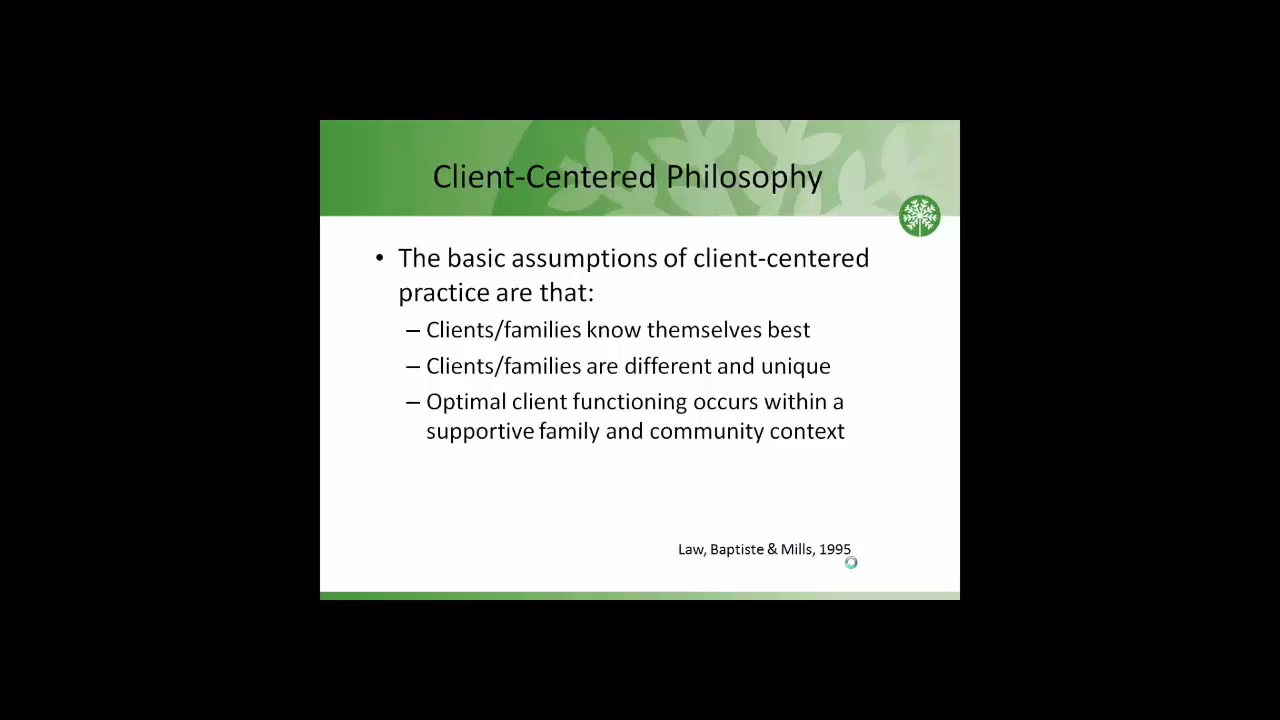 Client-Centered Philosophy
• The basic assumptions of client-centered
practice are that:
– Clients/families know themselves best
– Clients/families are different and unique
– Optimal client functioning occurs within a
supportive family and community context
Law, Baptiste & Mills, 1995